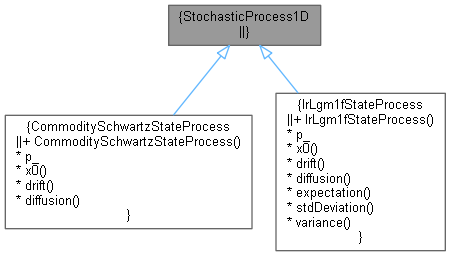 {StochasticProcess1D
||}
{CommoditySchwartzStateProcess
||+ CommoditySchwartzStateProcess()
* p_
* x0()
* drift()
* diffusion()
}
{IrLgm1fStateProcess
||+ IrLgm1fStateProcess()
* p_
* x0()
* drift()
* diffusion()
* expectation()
* stdDeviation()
* variance()
}